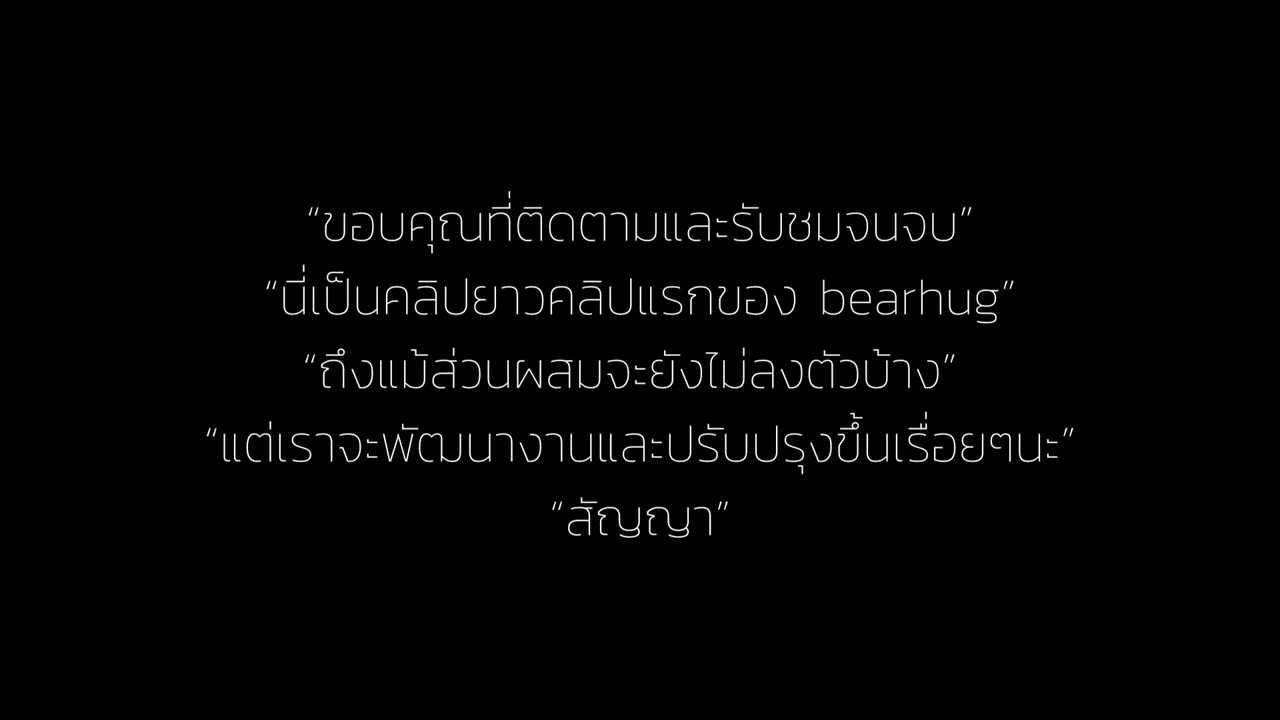 “ขอบคุณที่ติดตามและรับชมจนจบ”
“นี่เป็นคลิปยาวคลิปแรกของ bearhug”
“ถึงแม้ส่วนผสมจะยังไม่ลงตัวบ้าง”
“แต่เราจะพัฒนางานและปรับปรุงขึ้นเรื่อยๆนะ”
“สัญญา”